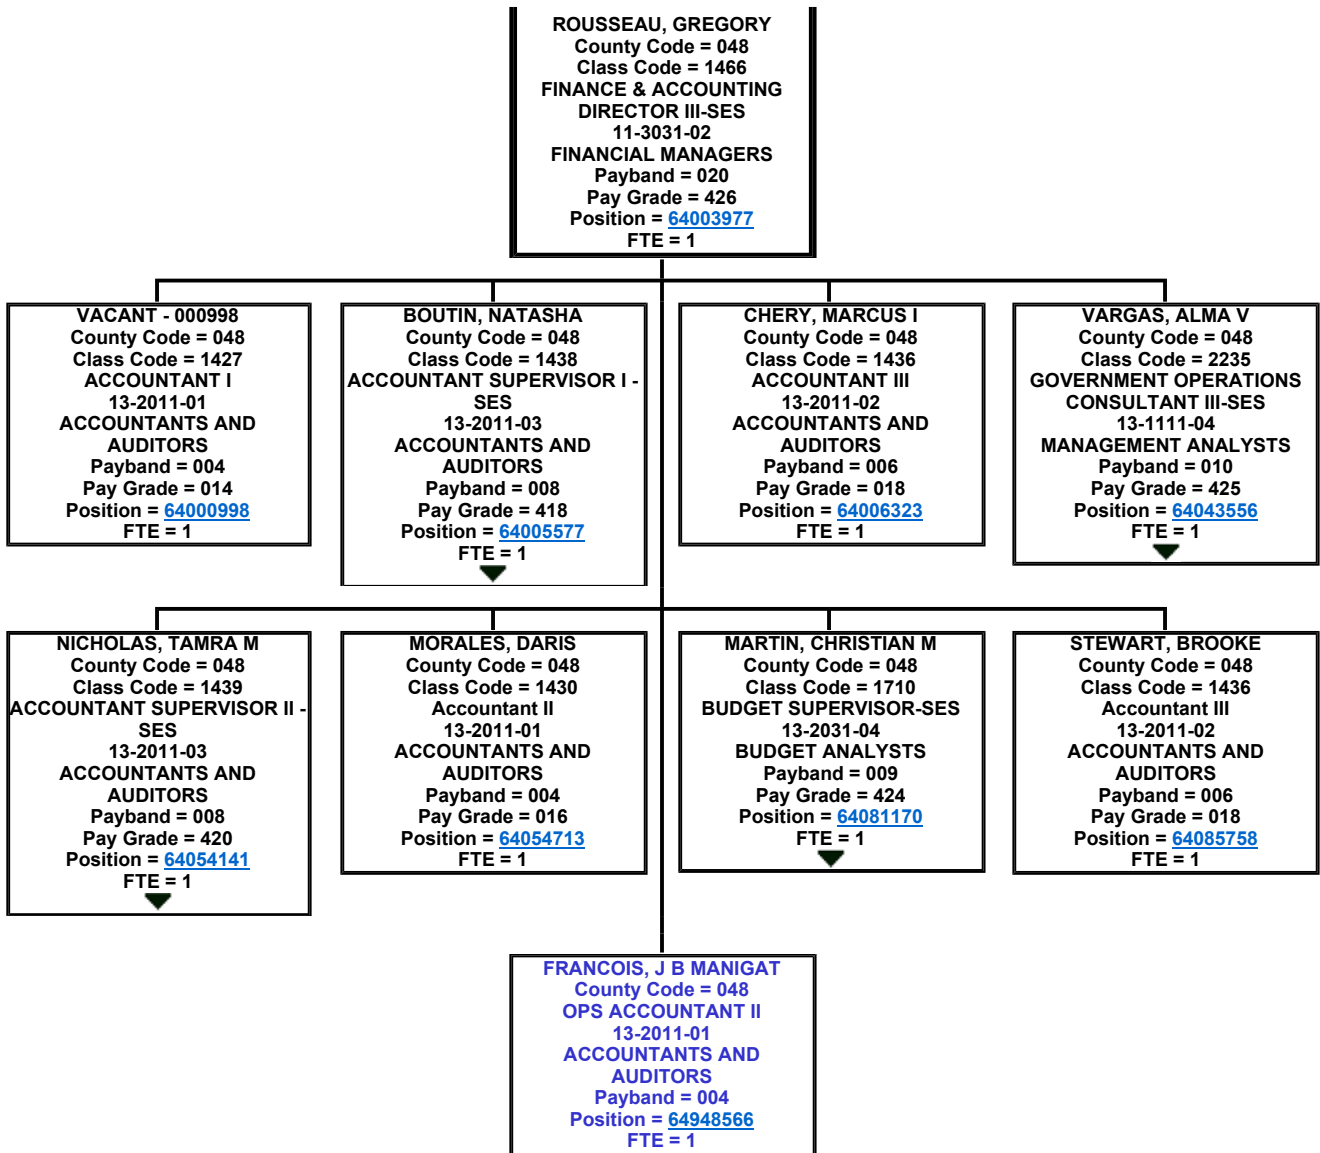 ROUSSEAU, GREGORY
County Code = 048
Class Code = 1466
FINANCE & ACCOUNTING
DIRECTOR III-SES
11-3031-02
FINANCIAL MANAGERS
Payband = 020
Pay Grade = 426
Position = 64003977
FTE = 1
VACANT - 000998
County Code = 048
Class Code = 1427
ACCOUNTANT I
13-2011-01
ACCOUNTANTS AND
AUDITORS
Payband = 004
Pay Grade = 014
Position = 64000998
FTE = 1
BOUTIN, NATASHA
County Code = 048
Class Code = 1438
ACCOUNTANT SUPERVISOR I -
SES
13-2011-03
ACCOUNTANTS AND
AUDITORS
Payband = 008
Pay Grade = 418
Position = 64005577
FTE = 1
CHERY, MARCUS I
County Code = 048
Class Code = 1436
ACCOUNTANT III
13-2011-02
ACCOUNTANTS AND
AUDITORS
Payband = 006
Pay Grade = 018
Position = 64006323
FTE = 1
VARGAS, ALMA V
County Code = 048
Class Code = 2235
GOVERNMENT OPERATIONS
CONSULTANT III-SES
13-1111-04
MANAGEMENT ANALYSTS
Payband = 010
Pay Grade = 425
Position = 64043556
FTE = 1
NICHOLAS, TAMRA M
County Code = 048
Class Code = 1439
ACCOUNTANT SUPERVISOR II -
SES
13-2011-03
ACCOUNTANTS AND
AUDITORS
Payband = 008
Pay Grade = 420
Position = 64054141
FTE = 1
MORALES, DARIS
County Code = 048
Class Code = 1430
Accountant II
13-2011-01
ACCOUNTANTS AND
AUDITORS
Payband = 004
Pay Grade = 016
Position = 64054713
FTE = 1
MARTIN, CHRISTIAN M
County Code = 048
Class Code = 1710
BUDGET SUPERVISOR-SES
13-2031-04
BUDGET ANALYSTS
Payband = 009
Pay Grade = 424
Position = 64081170
FTE = 1
STEWART, BROOKE
County Code = 048
Class Code = 1436
Accountant III
13-2011-02
ACCOUNTANTS AND
AUDITORS
Payband = 006
Pay Grade = 018
Position = 64085758
FTE = 1
FRANCOIS, J B MANIGAT
County Code = 048
OPS ACCOUNTANT II
13-2011-01
ACCOUNTANTS AND
AUDITORS
Payband = 004
Position = 64948566
FTE = 1